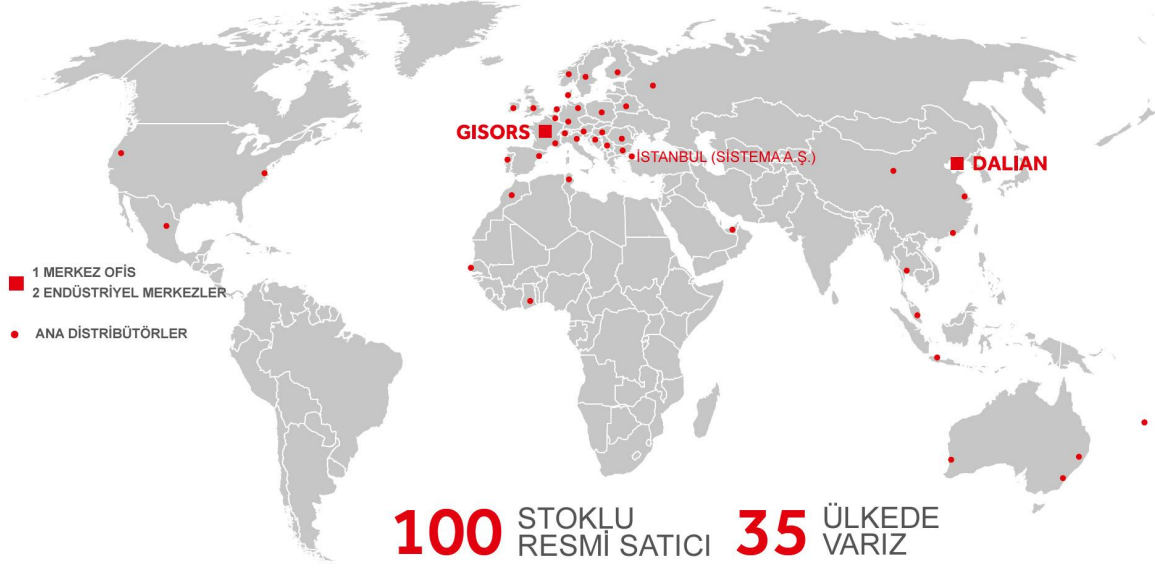 GISORS
İSTANBUL (SİSTEMA A.Ş.)
DALIAN
1 MERKEZ OFİS
2 ENDÜSTRİYEL MERKEZLER
ANA DİSTRİBÜTÖRLER
100 STOKLU
RESMİ SATICI
35 ÜLKEDE
VARIZ